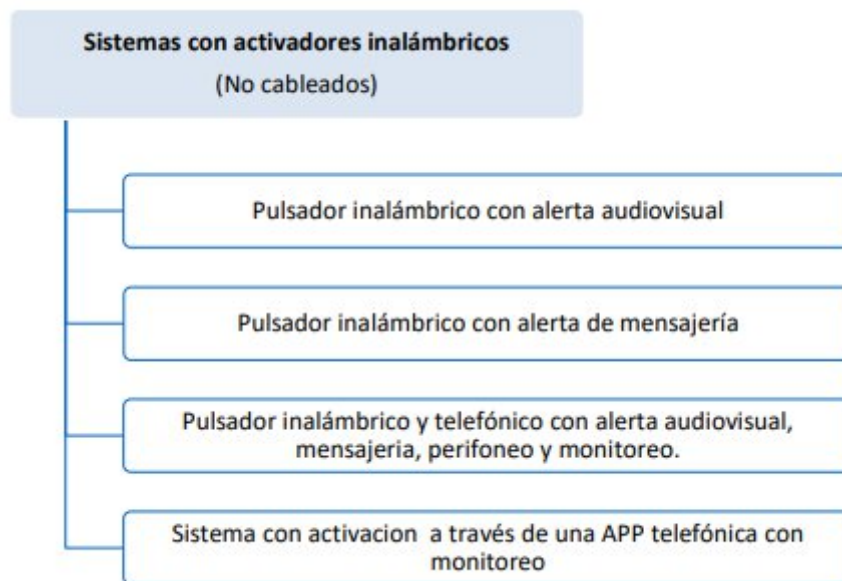 Sistemas con activadores inalámbricos
(No cableados)
Pulsador inalámbrico con alerta audiovisual
Pulsador inalámbrico con alerta de mensajería
Pulsador inalámbrico y telefónico con alerta audiovisual,
mensajeria, perifoneo y monitoreo.
Sistema con activacion a través de una APP telefónica con
monitoreo